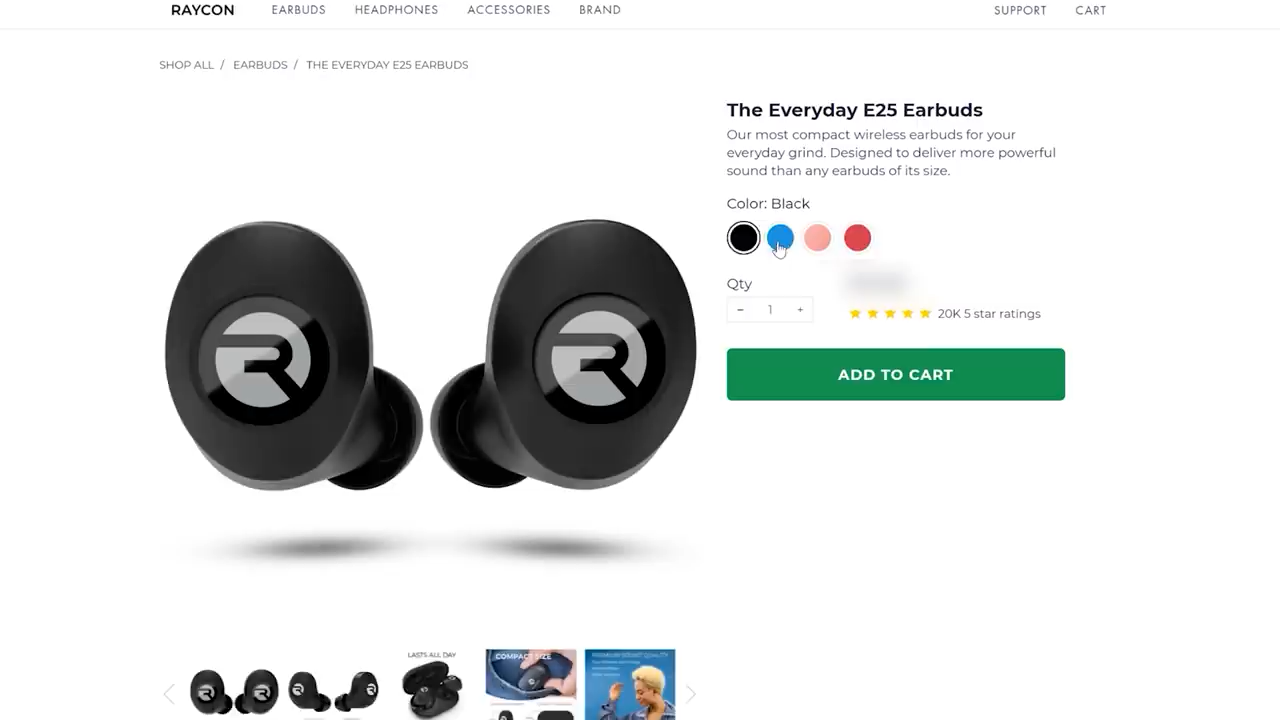 RAYCON
EARBUDS
HEADPHONES
ACCESSORIES
BRAND
SUPPORT
CART
SHOP ALL / EARBUDS / THE EVERYDAY E25 EARBUDS
The Everyday E25 Earbuds
Our most compact wireless earbuds for your
everyday grind. Designed to deliver more powerful
sound than any earbuds of its size.
Color: Black
Qty
- 1 +
20K 5 star ratings
ADD TO CART
LASTS ALL DAY
COMPACT SIZE